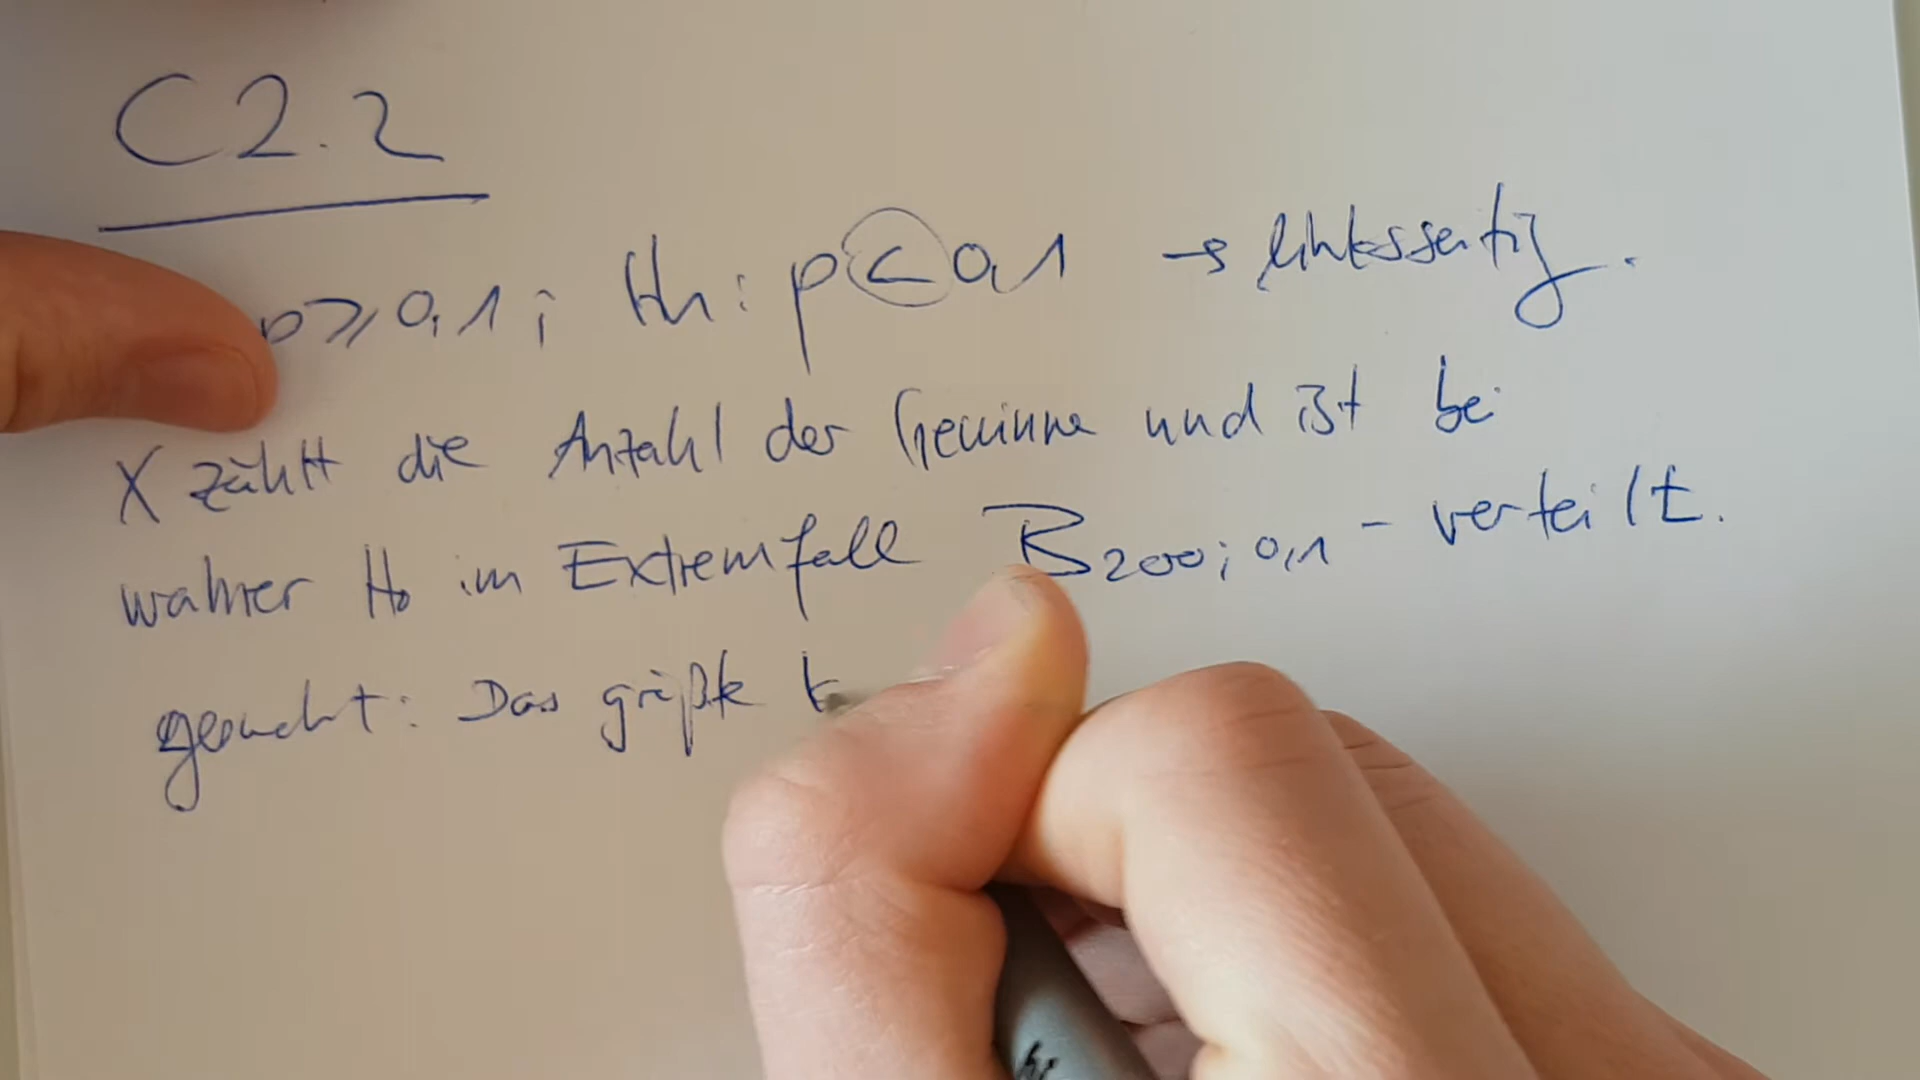 C2.2
p ≥ 0,1 ; H₁ : p < 0,1 → linksseitig.
X zählt die Anzahl der Gewinne und ist bei
wahrer H₀ im Extremfall B₂₀₀;₀,₁ - verteilt.
gesucht: Das größte k